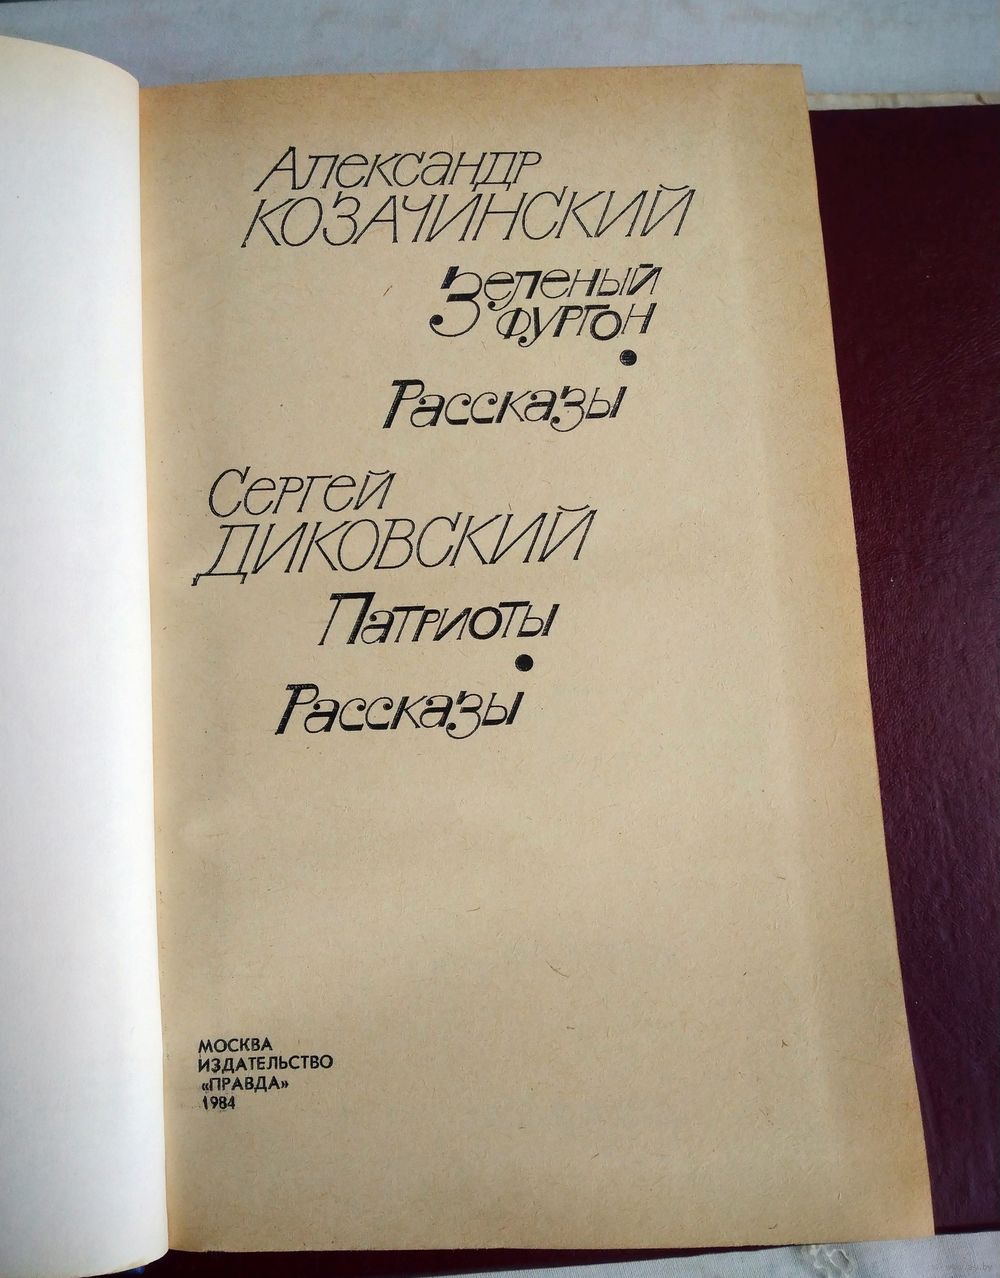 Александр
КОЗАЧИНСКИЙ
Зеленый
фургон
•
Рассказы
Сергей
ДИКОВСКИЙ
Патриоты
•
Рассказы
МОСКВА
ИЗДАТЕЛЬСТВО
«ПРАВДА»
1984